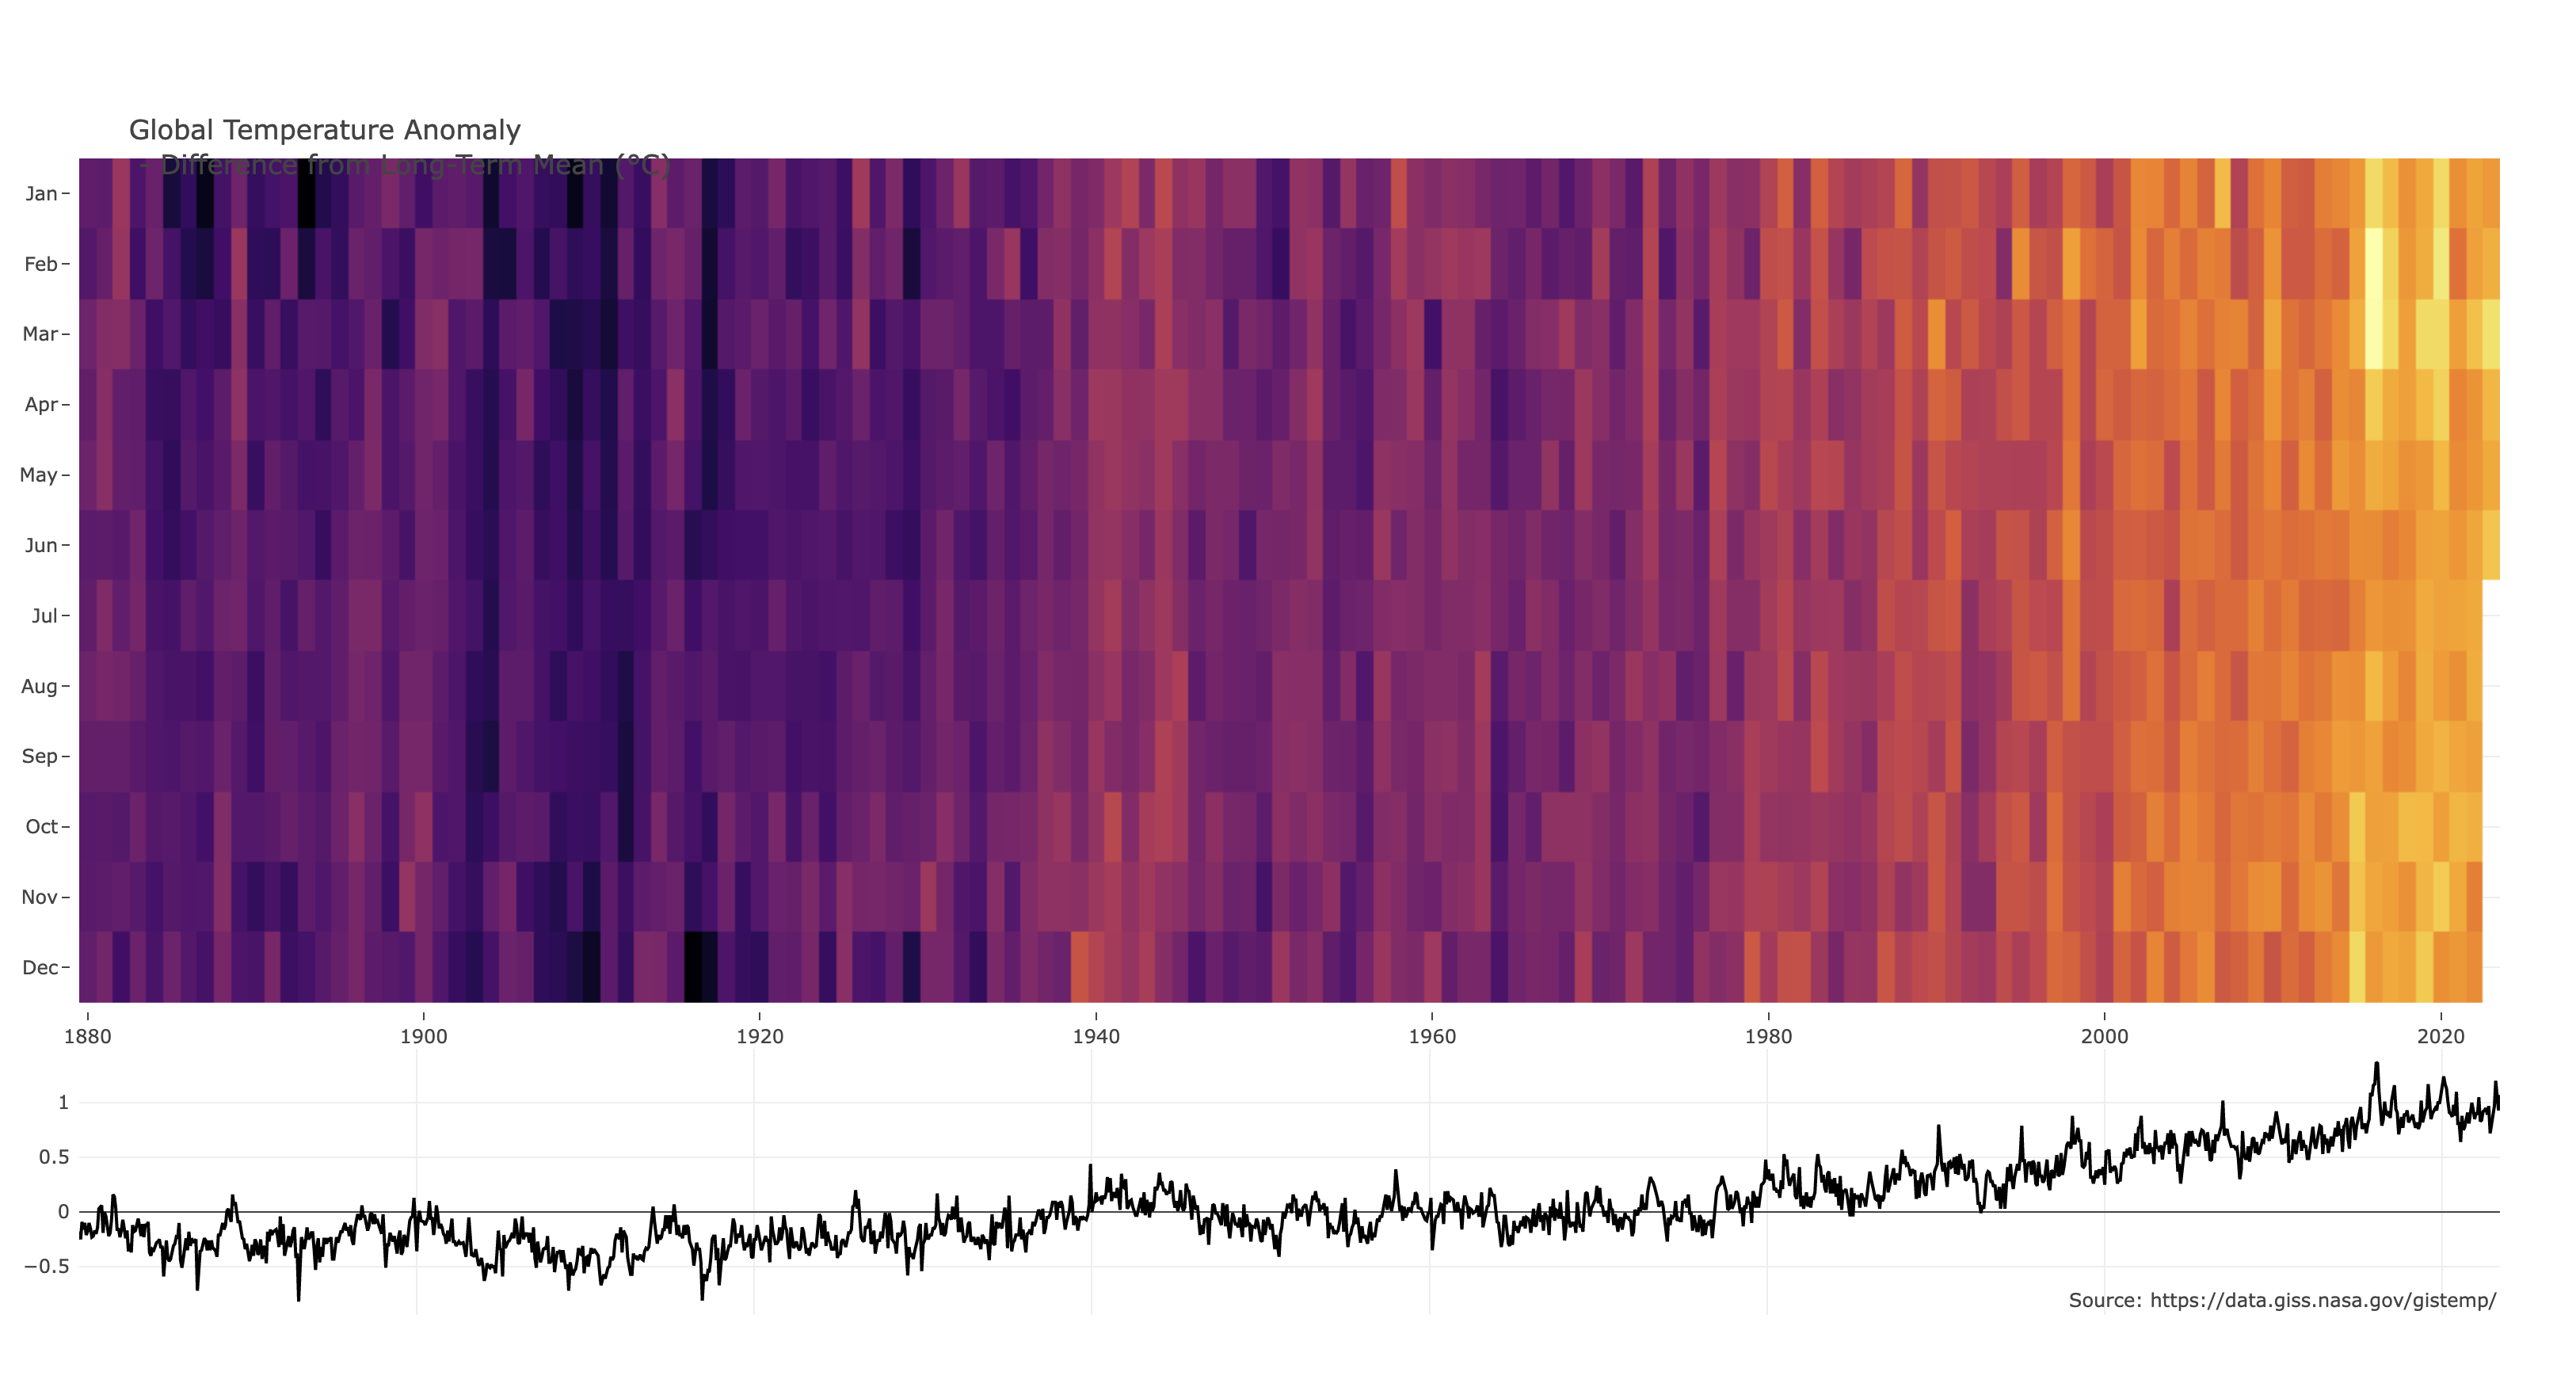 Global Temperature Anomaly
- Difference from Long-Term Mean (ºC)
Jan
Feb
Mar
Apr
May
Jun
Jul
Aug
Sep
Oct
Nov
Dec
1880 1900 1920 1940 1960 1980 2000 2020
1
0.5
0
−0.5
Source: https://data.giss.nasa.gov/gistemp/